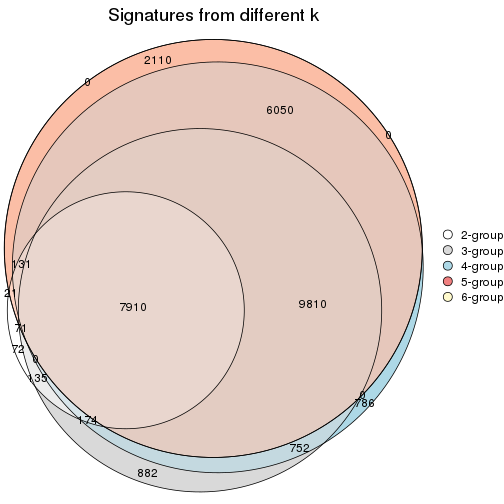 Signatures from different k
2110
0
6050
0
131
21
7910
9810
71
72
0
135
0
786
174
752
882
2-group
3-group
4-group
5-group
6-group